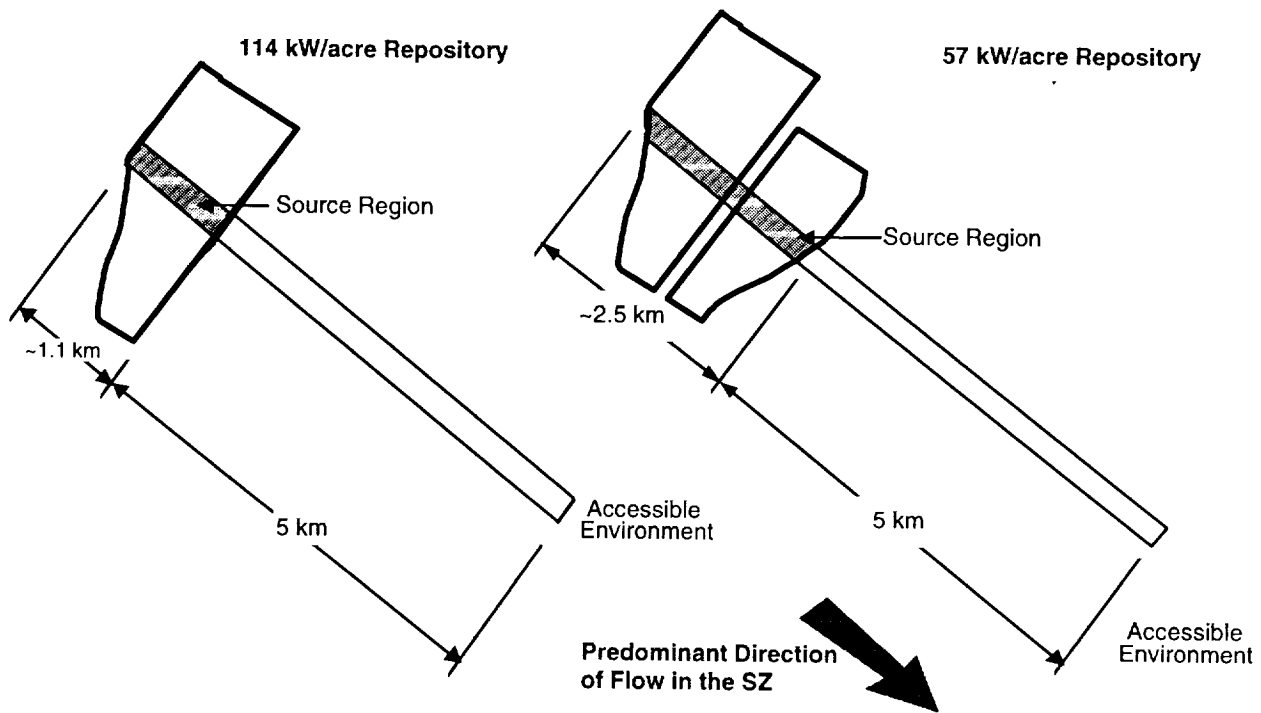 114 kW/acre Repository
57 kW/acre Repository
Source Region
Source Region
~1.1 km
~2.5 km
5 km
5 km
Accessible
Environment
Accessible
Environment
Predominant Direction
of Flow in the SZ